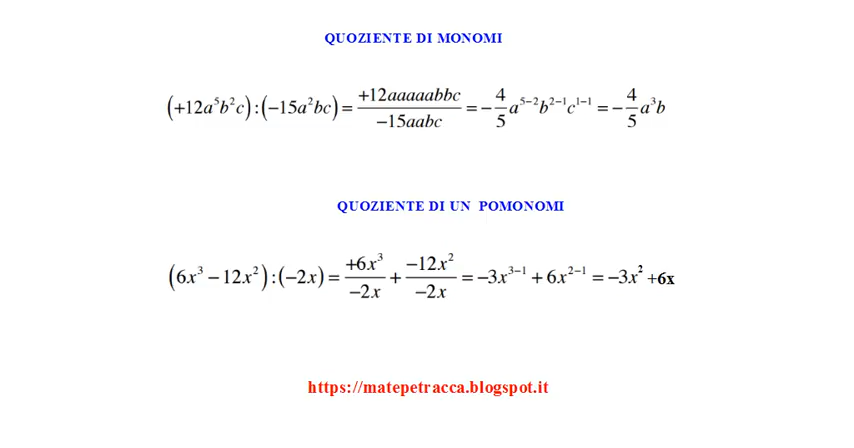 QUOZIENTE DI MONOMI
(+12a⁵b²c):(−15a²bc) = +12aaaaabbc / −15aabc = −4/5 a⁵⁻²b²⁻¹c¹⁻¹ = −4/5 a³b
QUOZIENTE DI UN POMONOMI
(6x³ − 12x²):(−2x) = +6x³ / −2x + −12x² / −2x = −3x³⁻¹ + 6x²⁻¹ = −3x² +6x
https://matepetracca.blogspot.it